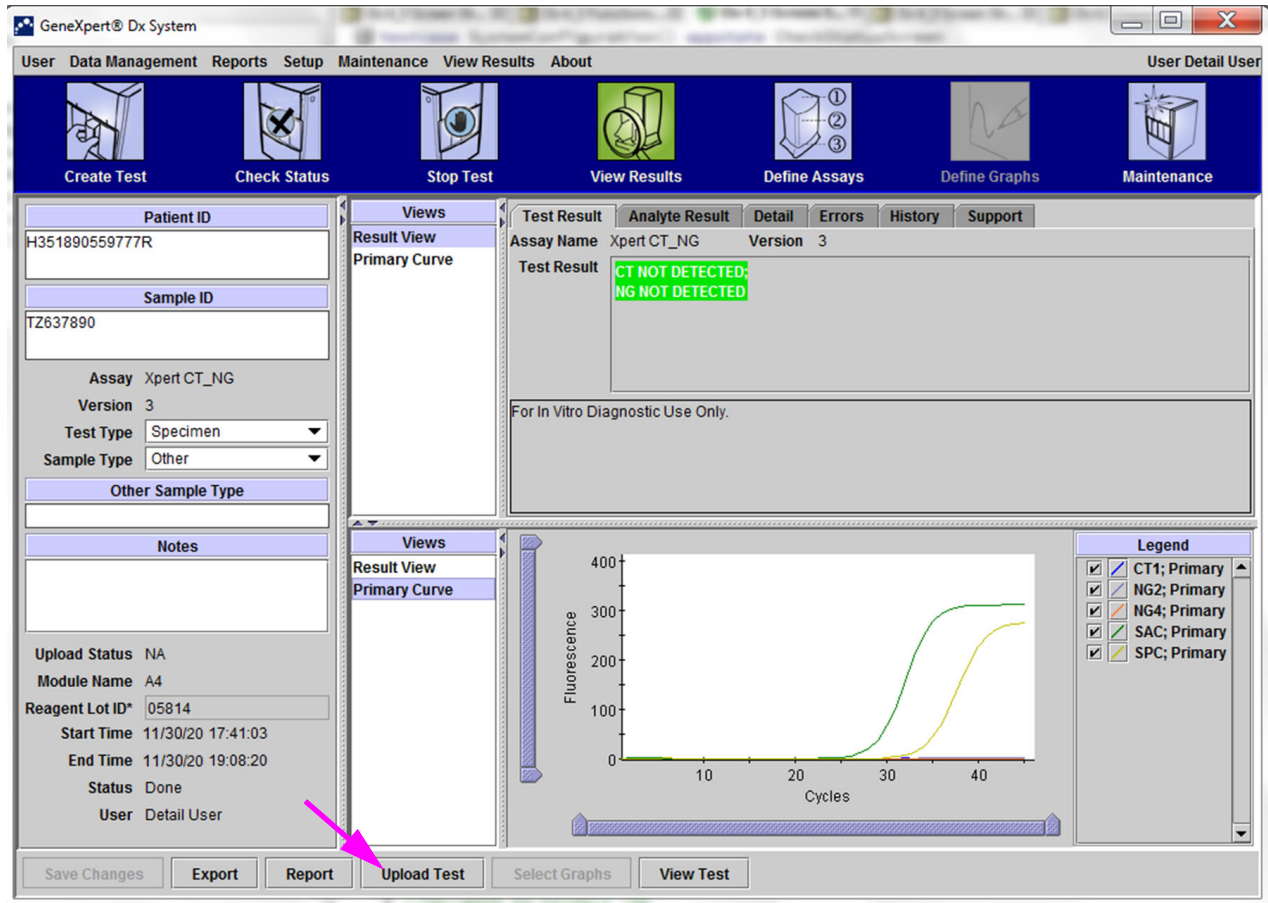 GeneXpert® Dx System
User Data Management Reports Setup Maintenance View Results About User Detail User
Create Test Check Status Stop Test View Results Define Assays Define Graphs Maintenance
Patient ID
H351890559777R
Sample ID
TZ637890
Assay Xpert CT_NG
Version 3
Test Type Specimen
Sample Type Other
Other Sample Type
Notes
Upload Status NA
Module Name A4
Reagent Lot ID* 05814
Start Time 11/30/20 17:41:03
End Time 11/30/20 19:08:20
Status Done
User Detail User
Views
Result View
Primary Curve
Test Result Analyte Result Detail Errors History Support
Assay Name Xpert CT_NG Version 3
Test Result CT NOT DETECTED;
NG NOT DETECTED
For In Vitro Diagnostic Use Only.
Views
Result View
Primary Curve
400
300
200
100
0
Fluorescence
10 20 30 40
Cycles
Legend
CT1; Primary
NG2; Primary
NG4; Primary
SAC; Primary
SPC; Primary
Save Changes Export Report Upload Test Select Graphs View Test